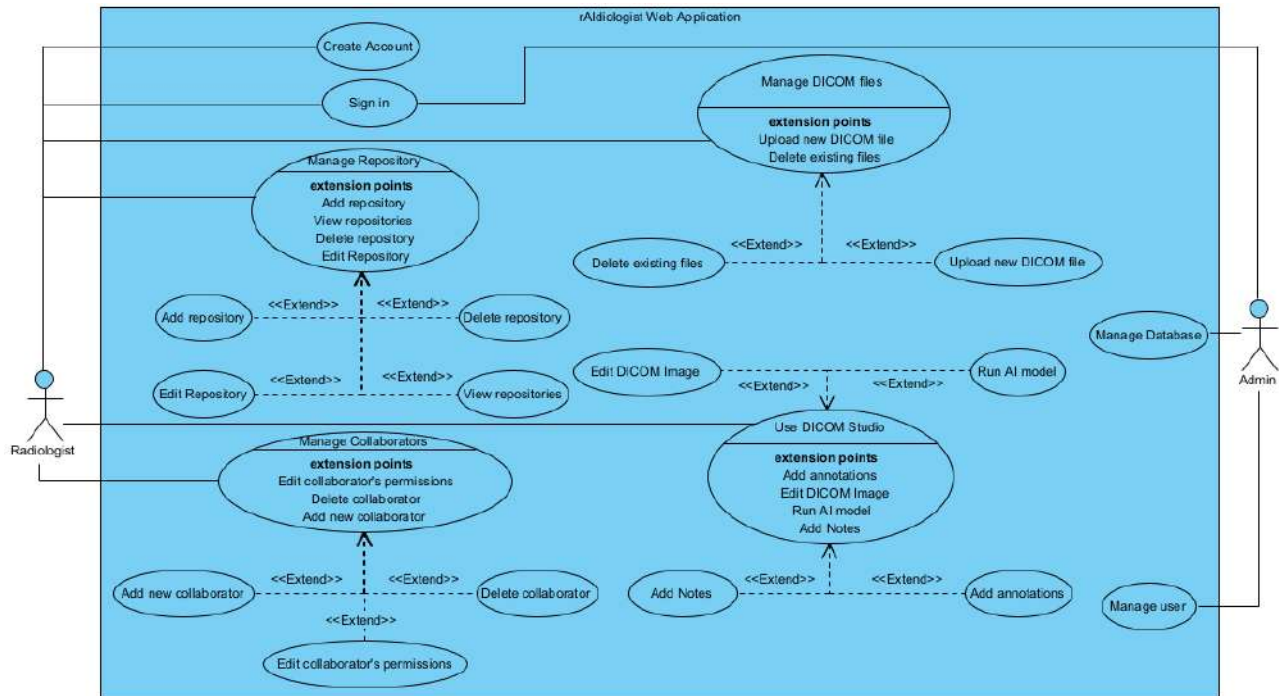 rAIdiologist Web Application
Create Account
Sign in
Manage DICOM files
extension points
Upload new DICOM file
Delete existing files
Manage Repository
extension points
Add repository
View repositories
Delete repository
Edit Repository
<<Extend>>
<<Extend>>
Delete existing files
Upload new DICOM file
<<Extend>>
<<Extend>>
Add repository
Delete repository
Manage Database
Edit DICOM Image
Run AI model
<<Extend>>
<<Extend>>
Admin
Edit Repository
View repositories
Radiologist
Use DICOM Studio
extension points
Add annotations
Edit DICOM Image
Run AI model
Add Notes
Manage Collaborators
extension points
Edit collaborator's permissions
Delete collaborator
Add new collaborator
<<Extend>>
<<Extend>>
<<Extend>>
<<Extend>>
Add new collaborator
Delete collaborator
Add Notes
Add annotations
Manage user
<<Extend>>
Edit collaborator's permissions